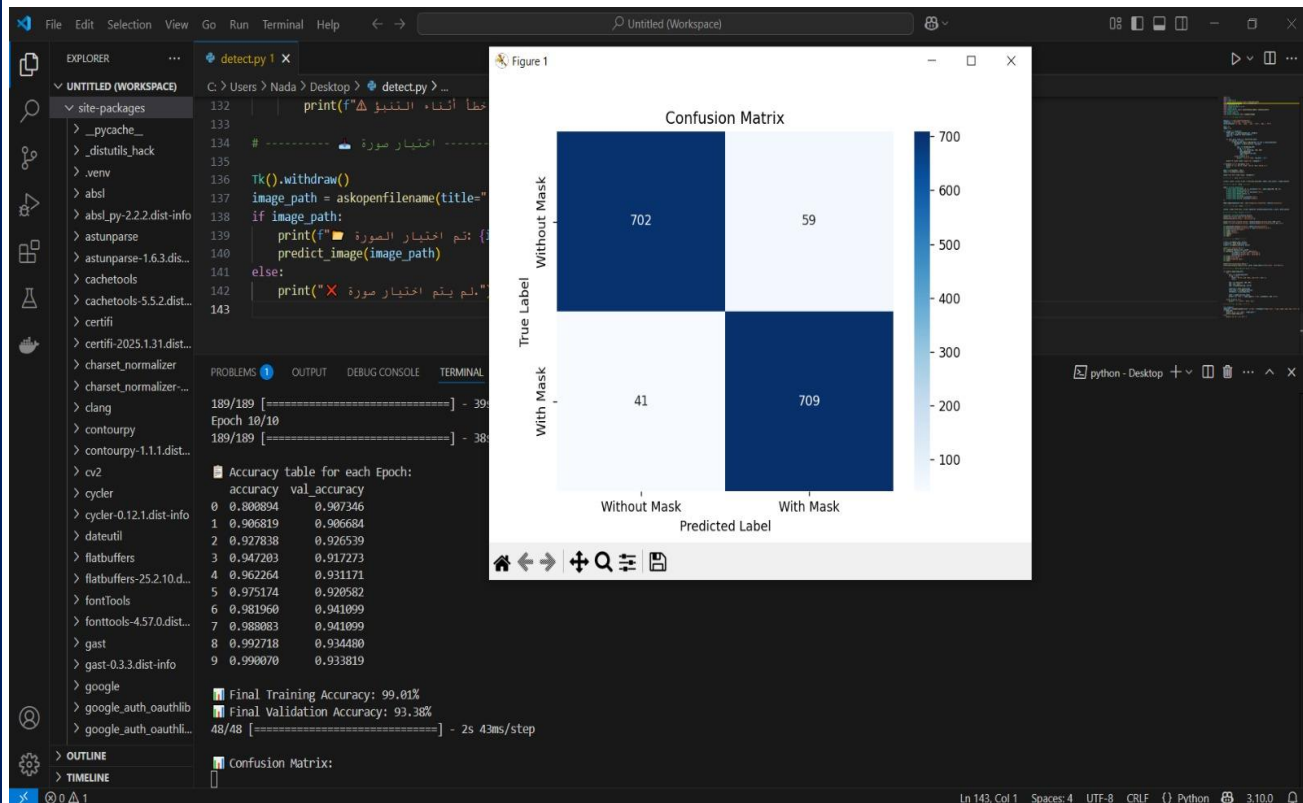 File Edit Selection View Go Run Terminal Help
Untitled (Workspace)
EXPLORER
UNTITLED (WORKSPACE)
site-packages
__pycache__
_distutils_hack
.venv
absl
absl_py-2.2.2.dist-info
astunparse
astunparse-1.6.3.dis...
cachetools
cachetools-5.5.2.dist...
certifi
certifi-2025.1.31.dist...
charset_normalizer
charset_normalizer-...
clang
contourpy
contourpy-1.1.1.dist...
cv2
cycler
cycler-0.12.1.dist-info
dateutil
flatbuffers
flatbuffers-25.2.10.d...
fontTools
fonttools-4.57.0.dist...
gast
gast-0.3.3.dist-info
google
google_auth_oauthlib
google_auth_oauthli...
OUTLINE
TIMELINE
detect.py 1
C: > Users > Nada > Desktop > detect.py > ...
132 print(f"⚠ خطأ أثناء التنبؤ
133
134 # ---------- 📤 اختيار صورة ------
135
136 Tk().withdraw()
137 image_path = askopenfilename(title="
138 if image_path:
139 print(f"📂 تم اختيار الصورة: {i
140 predict_image(image_path)
141 else:
142 print("❌ لم يتم اختيار صورة."
143
PROBLEMS 1 OUTPUT DEBUG CONSOLE TERMINAL
python - Desktop
189/189 [==============================] - 39s
Epoch 10/10
189/189 [==============================] - 38s
📋 Accuracy table for each Epoch:
accuracy val_accuracy
0 0.800894 0.907346
1 0.906819 0.906684
2 0.927838 0.926539
3 0.947203 0.917273
4 0.962264 0.931171
5 0.975174 0.920582
6 0.981960 0.941099
7 0.988083 0.941099
8 0.992718 0.934480
9 0.990070 0.933819
📊 Final Training Accuracy: 99.01%
📊 Final Validation Accuracy: 93.38%
48/48 [==============================] - 2s 43ms/step
📊 Confusion Matrix:
Figure 1
Confusion Matrix
True Label
Without Mask
With Mask
702 59
41 709
Without Mask With Mask
Predicted Label
700
600
500
400
300
200
100
0 1
Ln 143, Col 1 Spaces: 4 UTF-8 CRLF {} Python 3.10.0